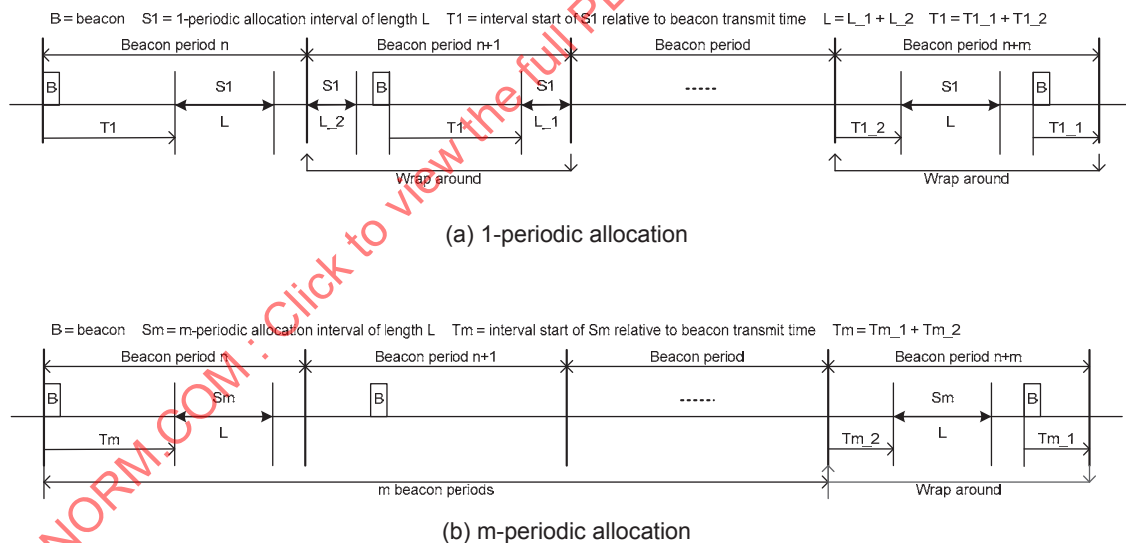 B = beacon S1 = 1-periodic allocation interval of length L T1 = interval start of S1 relative to beacon transmit time L = L_1 + L_2 T1 = T1_1 + T1_2
Beacon period n Beacon period n+1 Beacon period Beacon period n+m
B S1 S1 B S1 ----- S1 B
T1 L L_2 T1 L_1 T1_2 L T1_1
Wrap around Wrap around
(a) 1-periodic allocation
B = beacon Sm = m-periodic allocation interval of length L Tm = interval start of Sm relative to beacon transmit time Tm = Tm_1 + Tm_2
Beacon period n Beacon period n+1 Beacon period Beacon period n+m
B Sm B ----- Sm B
Tm L Tm_2 L Tm_1
m beacon periods Wrap around
(b) m-periodic allocation
NORM.COM : Click to view the full